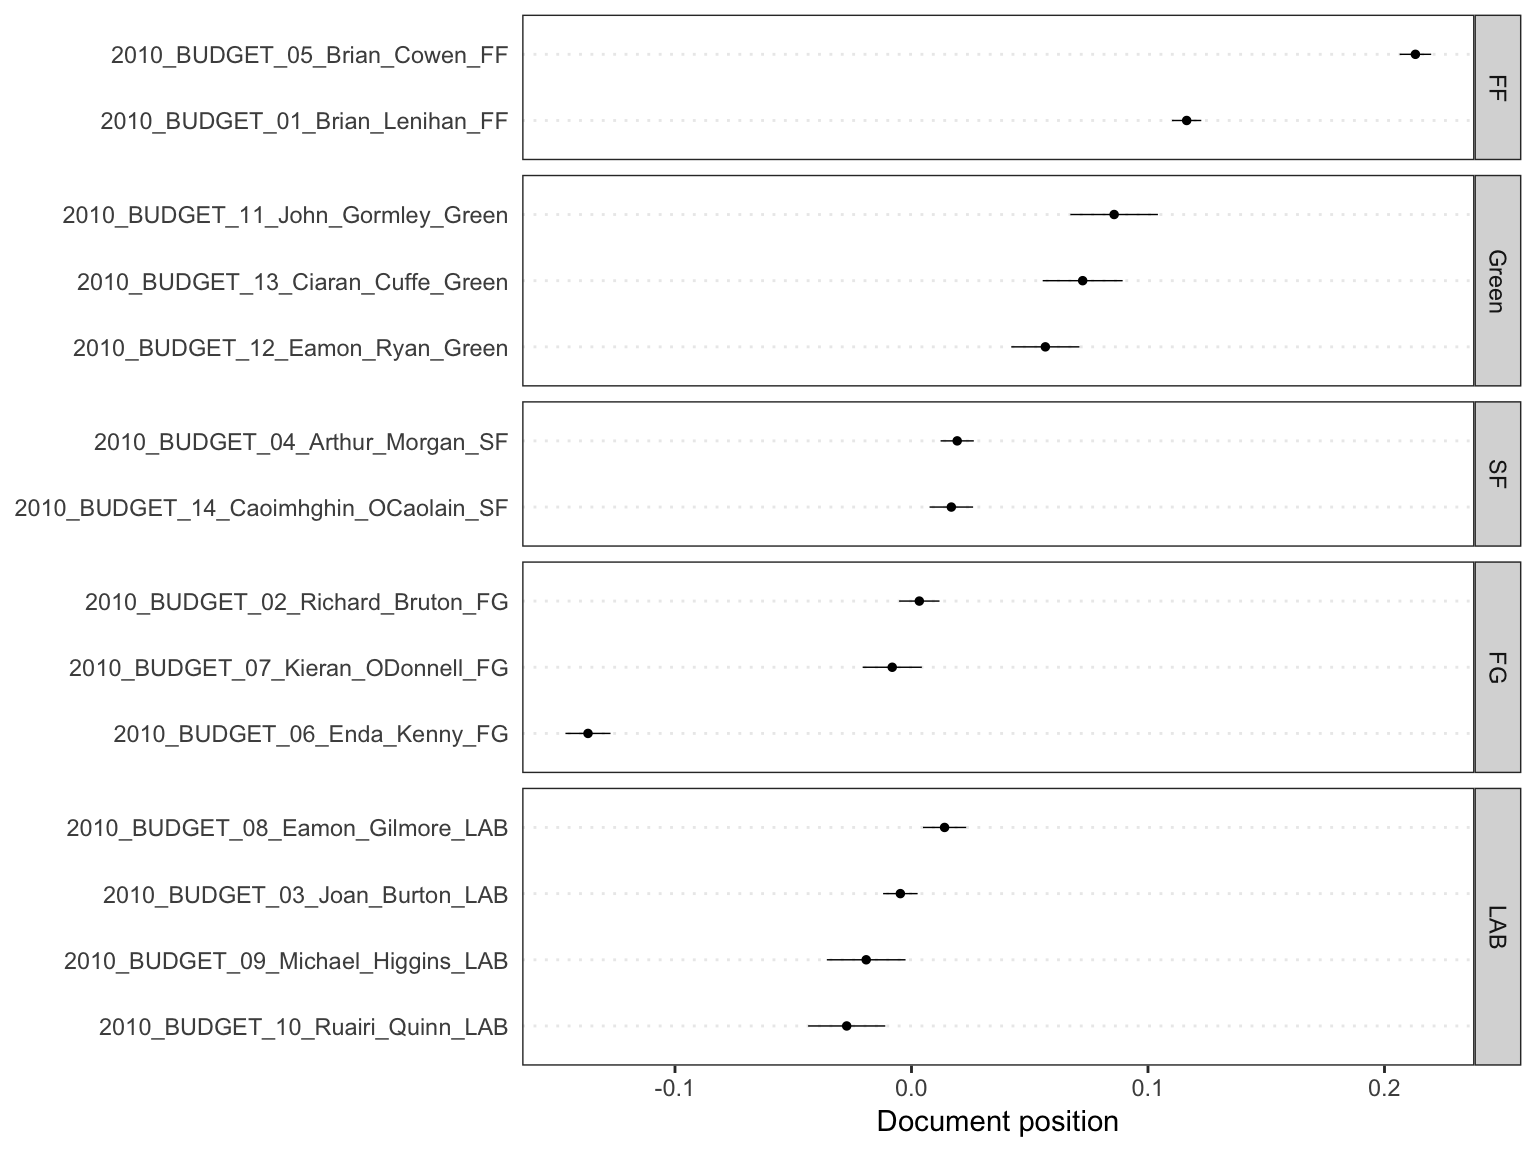 2010_BUDGET_05_Brian_Cowen_FF
2010_BUDGET_01_Brian_Lenihan_FF
FF
2010_BUDGET_11_John_Gormley_Green
2010_BUDGET_13_Ciaran_Cuffe_Green
2010_BUDGET_12_Eamon_Ryan_Green
Green
2010_BUDGET_04_Arthur_Morgan_SF
2010_BUDGET_14_Caoimhghin_OCaolain_SF
SF
2010_BUDGET_02_Richard_Bruton_FG
2010_BUDGET_07_Kieran_ODonnell_FG
2010_BUDGET_06_Enda_Kenny_FG
FG
2010_BUDGET_08_Eamon_Gilmore_LAB
2010_BUDGET_03_Joan_Burton_LAB
2010_BUDGET_09_Michael_Higgins_LAB
2010_BUDGET_10_Ruairi_Quinn_LAB
LAB
-0.1 0.0 0.1 0.2
Document position